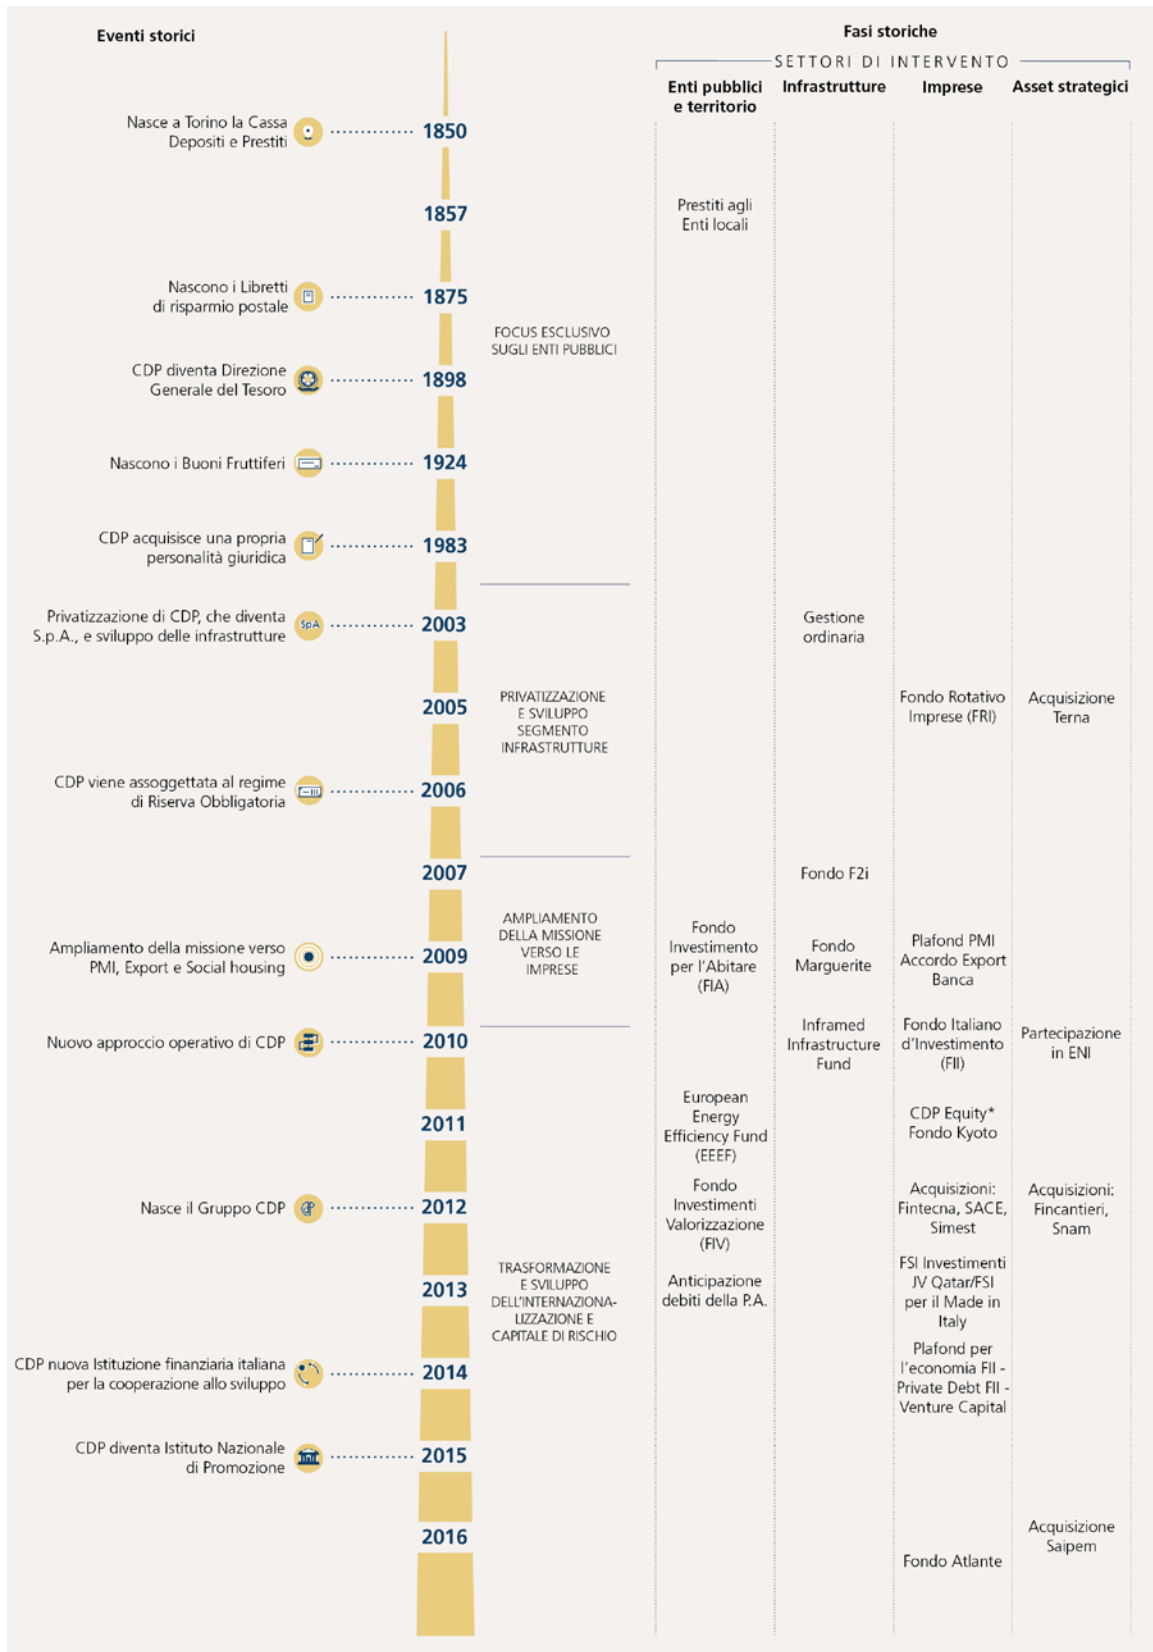 Eventi storici
Fasi storiche
SETTORI DI INTERVENTO
Enti pubblici
e territorio
Infrastrutture
Imprese
Asset strategici
Nasce a Torino la Cassa
Depositi e Prestiti
1850
1857
Prestiti agli
Enti locali
Nascono i Libretti
di risparmio postale
1875
FOCUS ESCLUSIVO
SUGLI ENTI PUBBLICI
CDP diventa Direzione
Generale del Tesoro
1898
Nascono i Buoni Fruttiferi
1924
CDP acquisisce una propria
personalità giuridica
1983
Privatizzazione di CDP, che diventa
S.p.A., e sviluppo delle infrastrutture
SpA
2003
Gestione
ordinaria
2005
PRIVATIZZAZIONE
E SVILUPPO
SEGMENTO
INFRASTRUTTURE
Fondo Rotativo
Imprese (FRI)
Acquisizione
Terna
CDP viene assoggettata al regime
di Riserva Obbligatoria
2006
2007
Fondo F2i
AMPLIAMENTO
DELLA MISSIONE
VERSO LE
IMPRESE
Ampliamento della missione verso
PMI, Export e Social housing
2009
Fondo
Investimento
per l'Abitare
(FIA)
Fondo
Marguerite
Plafond PMI
Accordo Export
Banca
Nuovo approccio operativo di CDP
2010
Inframed
Infrastructure
Fund
Fondo Italiano
d'Investimento
(FII)
Partecipazione
in ENI
2011
European
Energy
Efficiency Fund
(EEEF)
CDP Equity*
Fondo Kyoto
Nasce il Gruppo CDP
2012
Fondo
Investimenti
Valorizzazione
(FIV)
Acquisizioni:
Fintecna, SACE,
Simest
Acquisizioni:
Fincantieri,
Snam
2013
TRASFORMAZIONE
E SVILUPPO
DELL'INTERNAZIONA-
LIZZAZIONE E
CAPITALE DI RISCHIO
Anticipazione
debiti della P.A.
FSI Investimenti
JV Qatar/FSI
per il Made in
Italy
CDP nuova Istituzione finanziaria italiana
per la cooperazione allo sviluppo
2014
Plafond per
l'economia FII -
Private Debt FII -
Venture Capital
CDP diventa Istituto Nazionale
di Promozione
2015
2016
Acquisizione
Saipem
Fondo Atlante